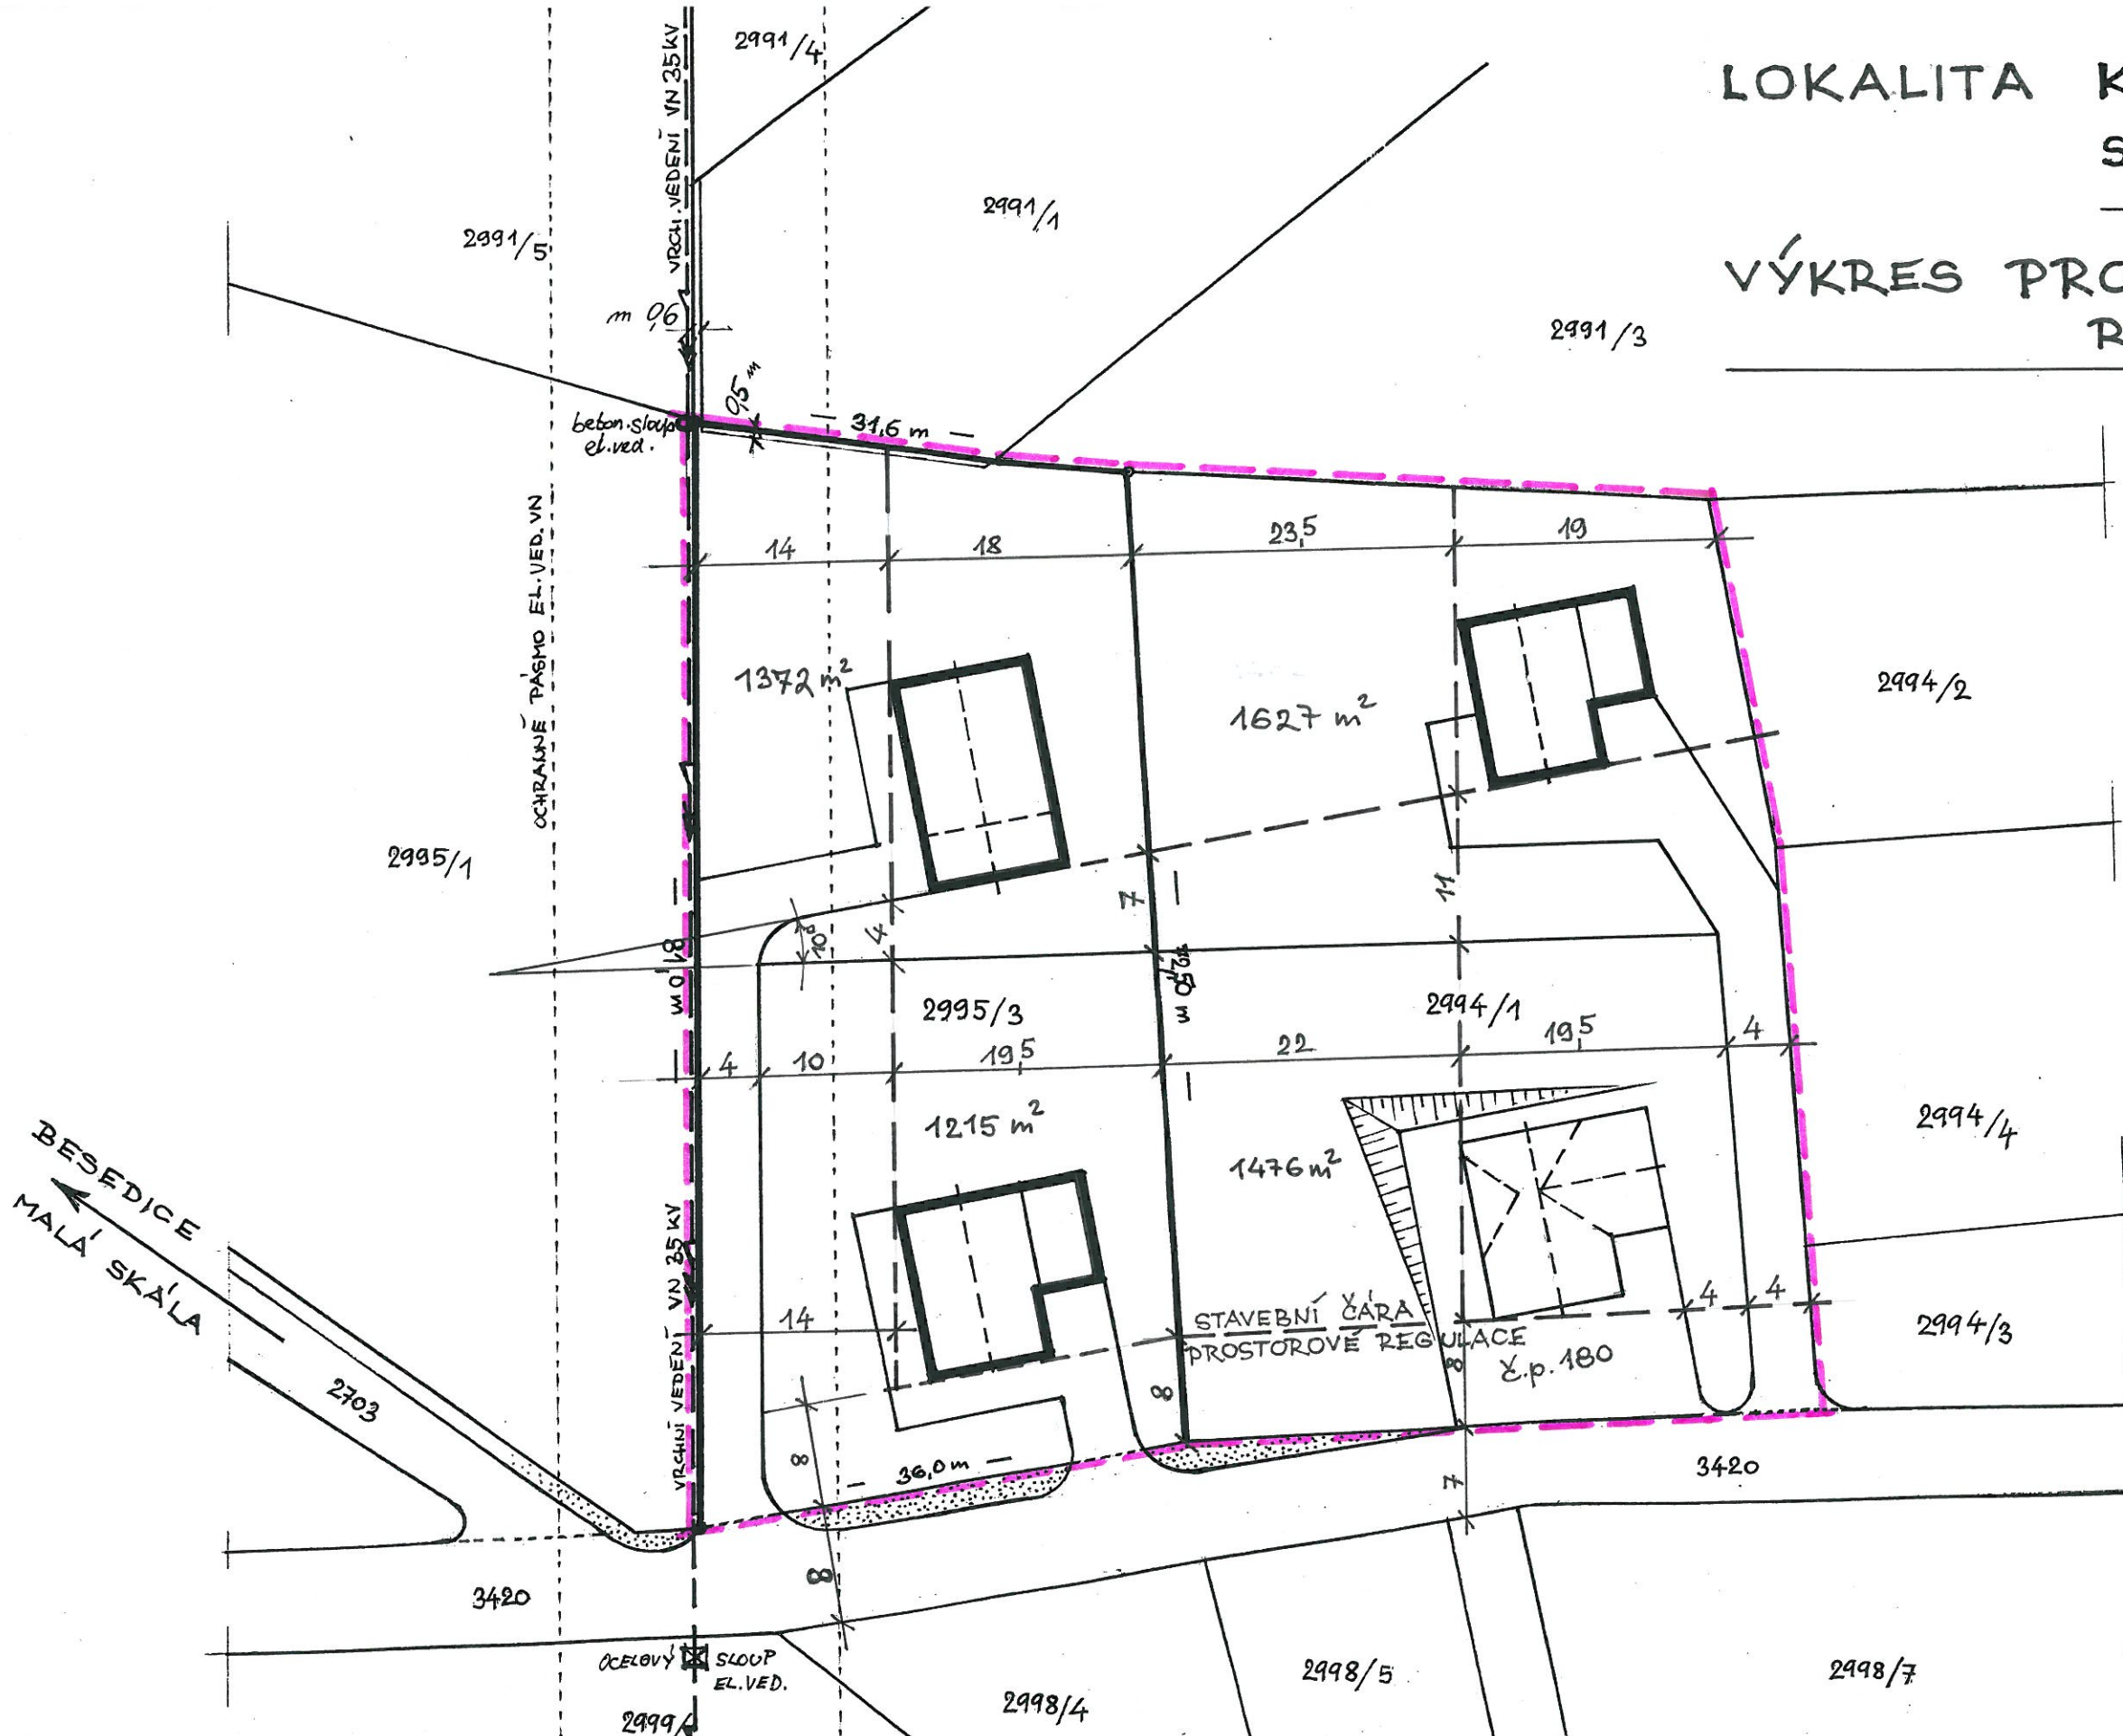 LOKALITA K
S
VÝKRES PRO
R
2991/4
VRCH.VEDENÍ VN 35KV
2991/1
2991/5
2991/3
m 0,6
0,5 m
31,6 m
beton.sloup
el.ved.
OCHRANNÉ PÁSMO EL.VED.VN
14
18
23,5
19
1372 m²
1627 m²
2994/2
2995/1
81,0 m
7
11
4
10
2995/3
2994/1
4
10
19,5
22
19,5
4
1215 m²
1476 m²
2994/4
BESEDICE
MALÁ SKÁLA
VRCHNÍ VEDENÍ VN 35KV
14
STAVEBNÍ ČÁRA
PROSTOROVÉ REGULACE
č.p. 180
4
4
2994/3
8
8
2703
8
36,0 m
7
3420
8
3420
OCELOVÝ SLOUP
EL.VED.
2998/4
2998/5
2998/7